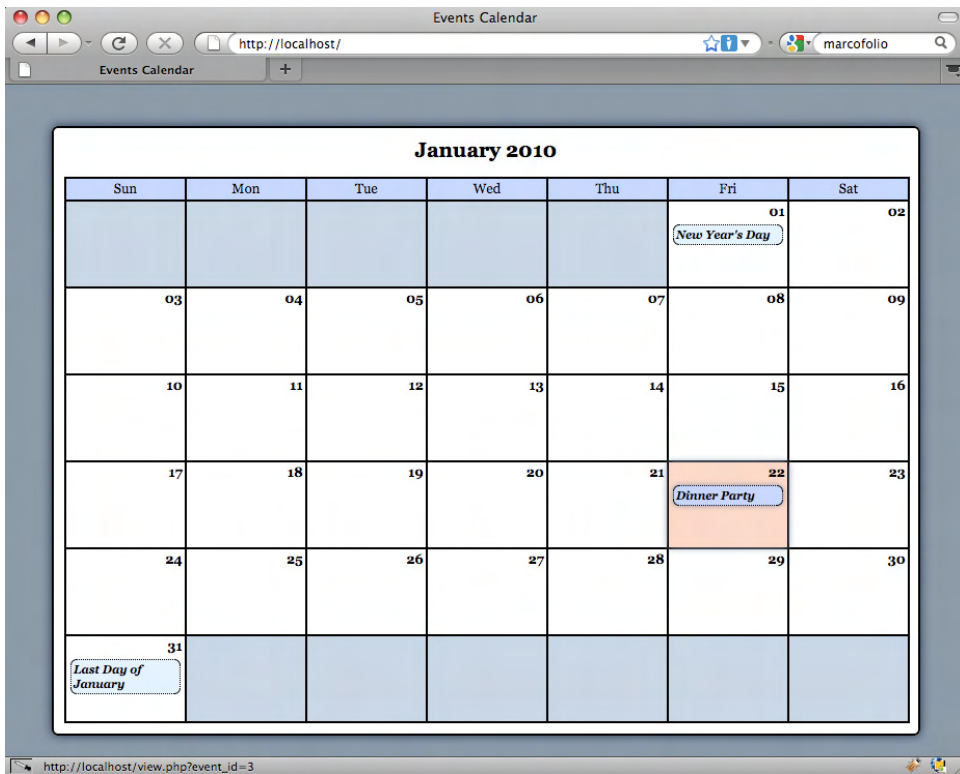 Events Calendar
http://localhost/
marcofolio
Events Calendar
+
January 2010
Sun Mon Tue Wed Thu Fri Sat
01 02
New Year's Day
03 04 05 06 07 08 09
10 11 12 13 14 15 16
17 18 19 20 21 22 23
Dinner Party
24 25 26 27 28 29 30
31
Last Day of
January
http://localhost/view.php?event_id=3